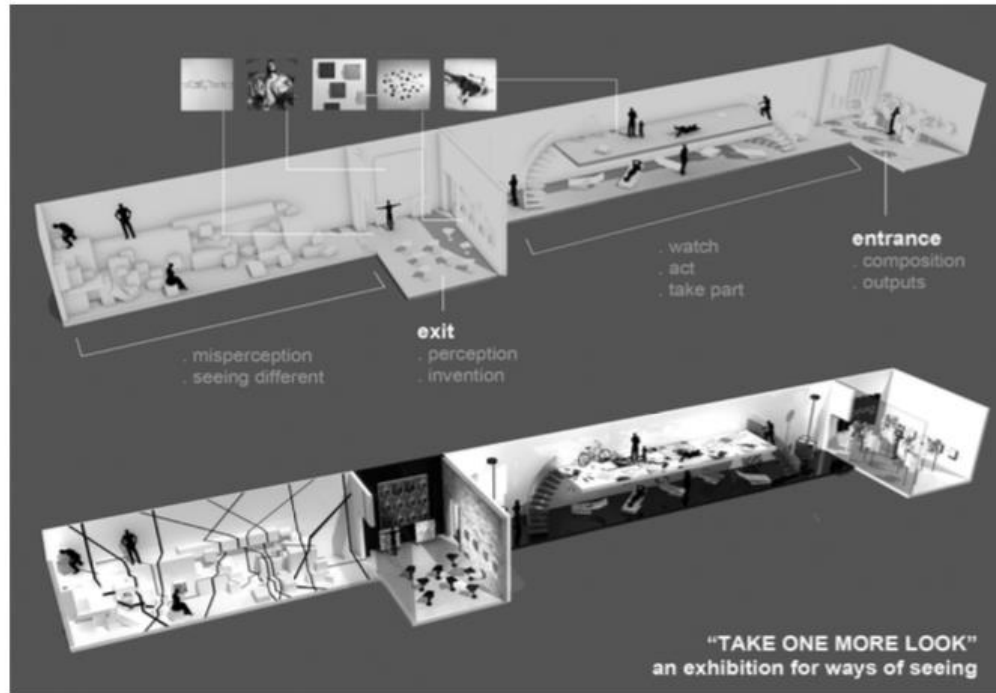 . watch
. act
. take part
entrance
. composition
. outputs
. misperception
. seeing different
exit
. perception
. invention
“TAKE ONE MORE LOOK”
an exhibition for ways of seeing